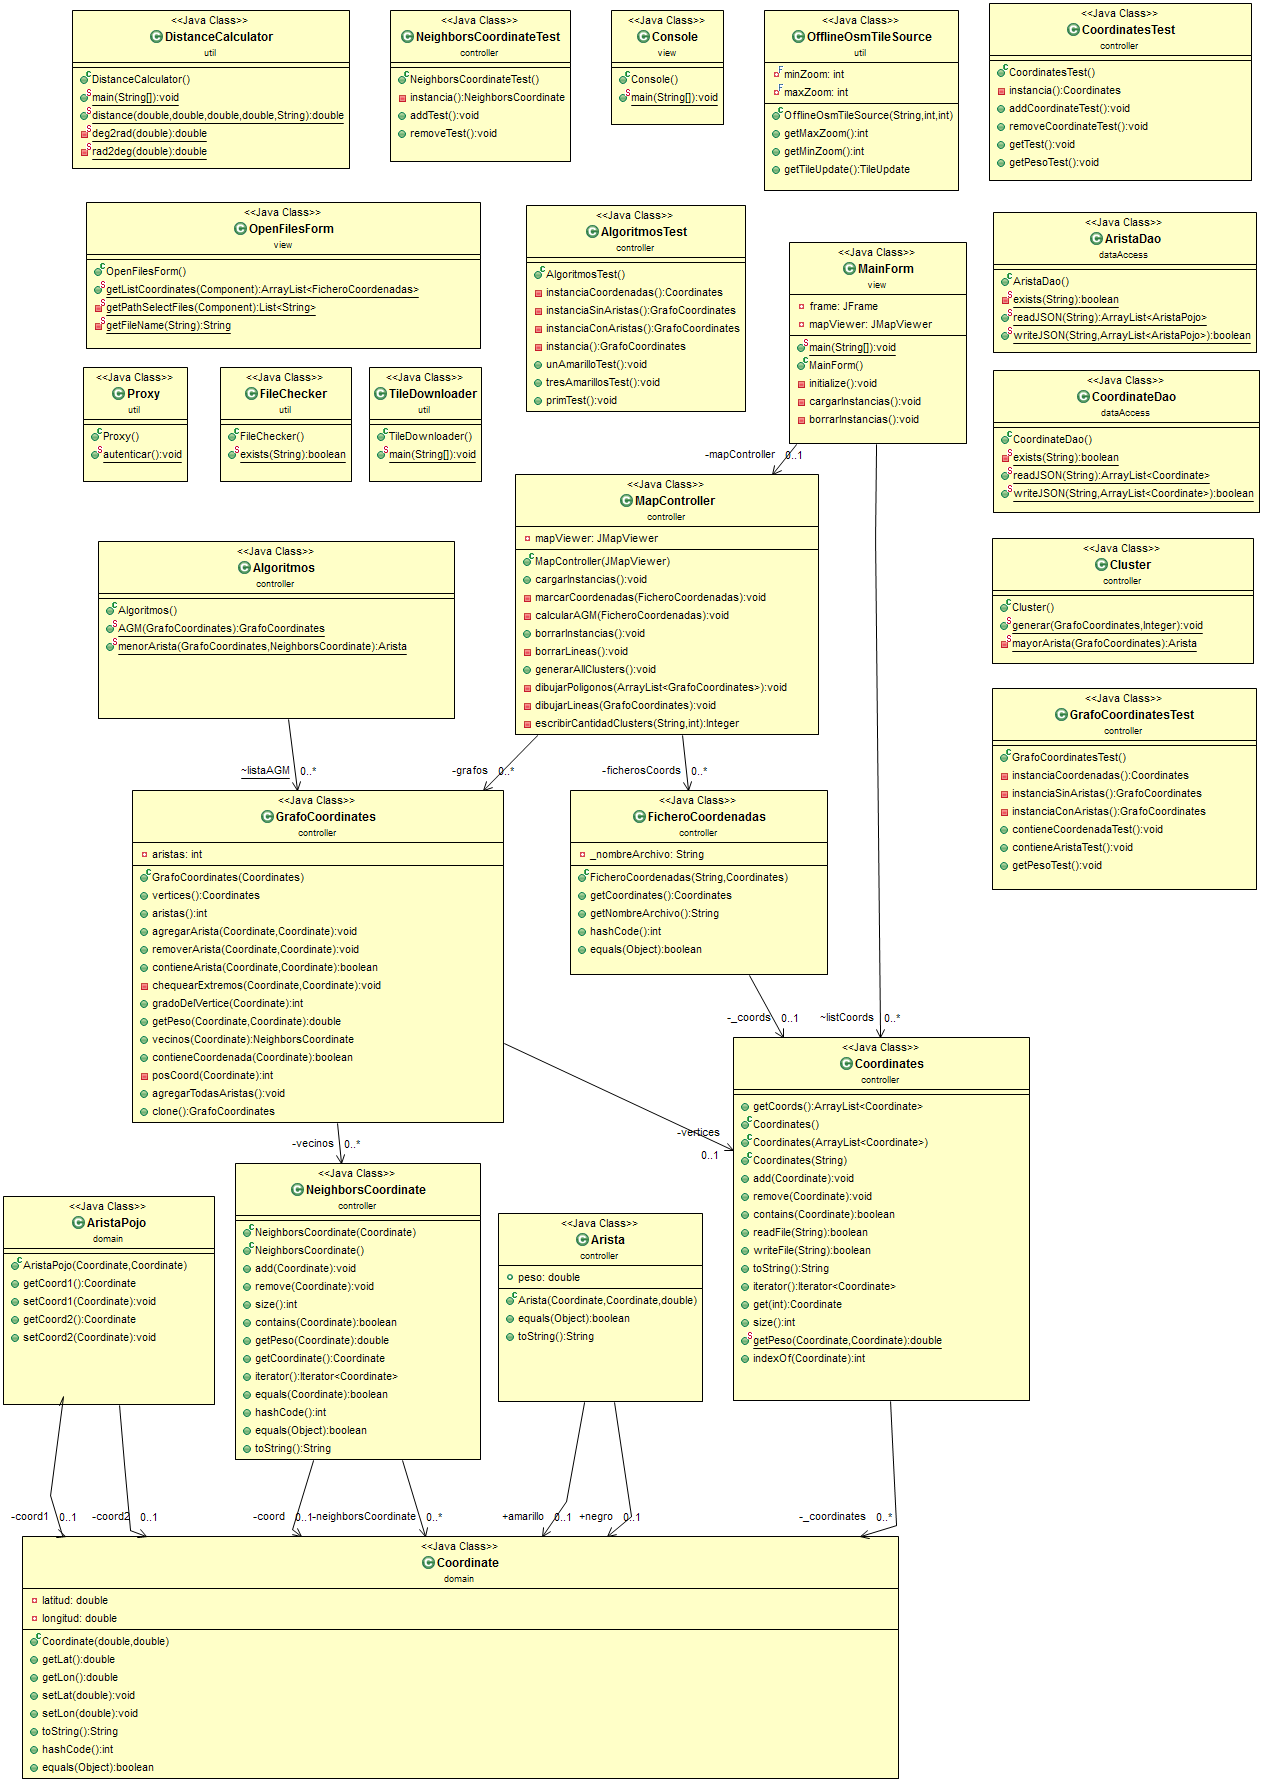 <<Java Class>>
DistanceCalculator
util
DistanceCalculator()
main(String[]):void
distance(double,double,double,double,String):double
deg2rad(double):double
rad2deg(double):double
<<Java Class>>
NeighborsCoordinateTest
controller
NeighborsCoordinateTest()
instancia():NeighborsCoordinate
addTest():void
removeTest():void
<<Java Class>>
Console
view
Console()
main(String[]):void
<<Java Class>>
OfflineOsmTileSource
util
minZoom: int
maxZoom: int
OfflineOsmTileSource(String,int,int)
getMaxZoom():int
getMinZoom():int
getTileUpdate():TileUpdate
<<Java Class>>
CoordinatesTest
controller
CoordinatesTest()
instancia():Coordinates
addCoordinateTest():void
removeCoordinateTest():void
getTest():void
getPesoTest():void
<<Java Class>>
OpenFilesForm
view
OpenFilesForm()
getListCoordinates(Component):ArrayList<FicheroCoordenadas>
getPathSelectFiles(Component):List<String>
getFileName(String):String
<<Java Class>>
AlgoritmosTest
controller
AlgoritmosTest()
instanciaCoordenadas():Coordinates
instanciaSinAristas():GrafoCoordinates
instanciaConAristas():GrafoCoordinates
instancia():GrafoCoordinates
unAmarilloTest():void
tresAmarillosTest():void
primTest():void
<<Java Class>>
MainForm
view
frame: JFrame
mapViewer: JMapViewer
main(String[]):void
MainForm()
initialize():void
cargarInstancias():void
borrarInstancias():void
<<Java Class>>
AristaDao
dataAccess
AristaDao()
exists(String):boolean
readJSON(String):ArrayList<AristaPojo>
writeJSON(String,ArrayList<AristaPojo>):boolean
<<Java Class>>
Proxy
util
Proxy()
autenticar():void
<<Java Class>>
FileChecker
util
FileChecker()
exists(String):boolean
<<Java Class>>
TileDownloader
util
TileDownloader()
main(String[]):void
<<Java Class>>
CoordinateDao
dataAccess
CoordinateDao()
exists(String):boolean
readJSON(String):ArrayList<Coordinate>
writeJSON(String,ArrayList<Coordinate>):boolean
-mapController
0..1
<<Java Class>>
MapController
controller
mapViewer: JMapViewer
MapController(JMapViewer)
cargarInstancias():void
marcarCoordenadas(FicheroCoordenadas):void
calcularAGM(FicheroCoordenadas):void
borrarInstancias():void
borrarLineas():void
generarAllClusters():void
dibujarPoligonos(ArrayList<GrafoCoordinates>):void
dibujarLineas(GrafoCoordinates):void
escribirCantidadClusters(String,int):Integer
<<Java Class>>
Algoritmos
controller
Algoritmos()
AGM(GrafoCoordinates):GrafoCoordinates
menorArista(GrafoCoordinates,NeighborsCoordinate):Arista
<<Java Class>>
Cluster
controller
Cluster()
generar(GrafoCoordinates,Integer):void
mayorArista(GrafoCoordinates):Arista
<<Java Class>>
GrafoCoordinatesTest
controller
GrafoCoordinatesTest()
instanciaCoordenadas():Coordinates
instanciaSinAristas():GrafoCoordinates
instanciaConAristas():GrafoCoordinates
contieneCoordenadaTest():void
contieneAristaTest():void
getPesoTest():void
~listaAGM
0..*
-grafos
0..*
-ficherosCoords
0..*
<<Java Class>>
GrafoCoordinates
controller
aristas: int
GrafoCoordinates(Coordinates)
vertices():Coordinates
aristas():int
agregarArista(Coordinate,Coordinate):void
removerArista(Coordinate,Coordinate):void
contieneArista(Coordinate,Coordinate):boolean
chequearExtremos(Coordinate,Coordinate):void
gradoDelVertice(Coordinate):int
getPeso(Coordinate,Coordinate):double
vecinos(Coordinate):NeighborsCoordinate
contieneCoordenada(Coordinate):boolean
posCoord(Coordinate):int
agregarTodasAristas():void
clone():GrafoCoordinates
<<Java Class>>
FicheroCoordenadas
controller
_nombreArchivo: String
FicheroCoordenadas(String,Coordinates)
getCoordinates():Coordinates
getNombreArchivo():String
hashCode():int
equals(Object):boolean
-_coords
0..1
~listCoords
0..*
<<Java Class>>
Coordinates
controller
getCoords():ArrayList<Coordinate>
Coordinates()
Coordinates(ArrayList<Coordinate>)
Coordinates(String)
add(Coordinate):void
remove(Coordinate):void
contains(Coordinate):boolean
readFile(String):boolean
writeFile(String):boolean
toString():String
iterator():Iterator<Coordinate>
get(int):Coordinate
size():int
getPeso(Coordinate,Coordinate):double
indexOf(Coordinate):int
-vecinos
0..*
-vertices
0..1
<<Java Class>>
AristaPojo
domain
AristaPojo(Coordinate,Coordinate)
getCoord1():Coordinate
setCoord1(Coordinate):void
getCoord2():Coordinate
setCoord2(Coordinate):void
<<Java Class>>
NeighborsCoordinate
controller
NeighborsCoordinate(Coordinate)
NeighborsCoordinate()
add(Coordinate):void
remove(Coordinate):void
size():int
contains(Coordinate):boolean
getPeso(Coordinate):double
getCoordinate():Coordinate
iterator():Iterator<Coordinate>
equals(Coordinate):boolean
hashCode():int
equals(Object):boolean
toString():String
<<Java Class>>
Arista
controller
peso: double
Arista(Coordinate,Coordinate,double)
equals(Object):boolean
toString():String
-coord1
0..1
-coord2
0..1
-coord
0..1
-neighborsCoordinate
0..*
+amarillo
0..1
+negro
0..1
-_coordinates
0..*
<<Java Class>>
Coordinate
domain
latitud: double
longitud: double
Coordinate(double,double)
getLat():double
getLon():double
setLat(double):void
setLon(double):void
toString():String
hashCode():int
equals(Object):boolean